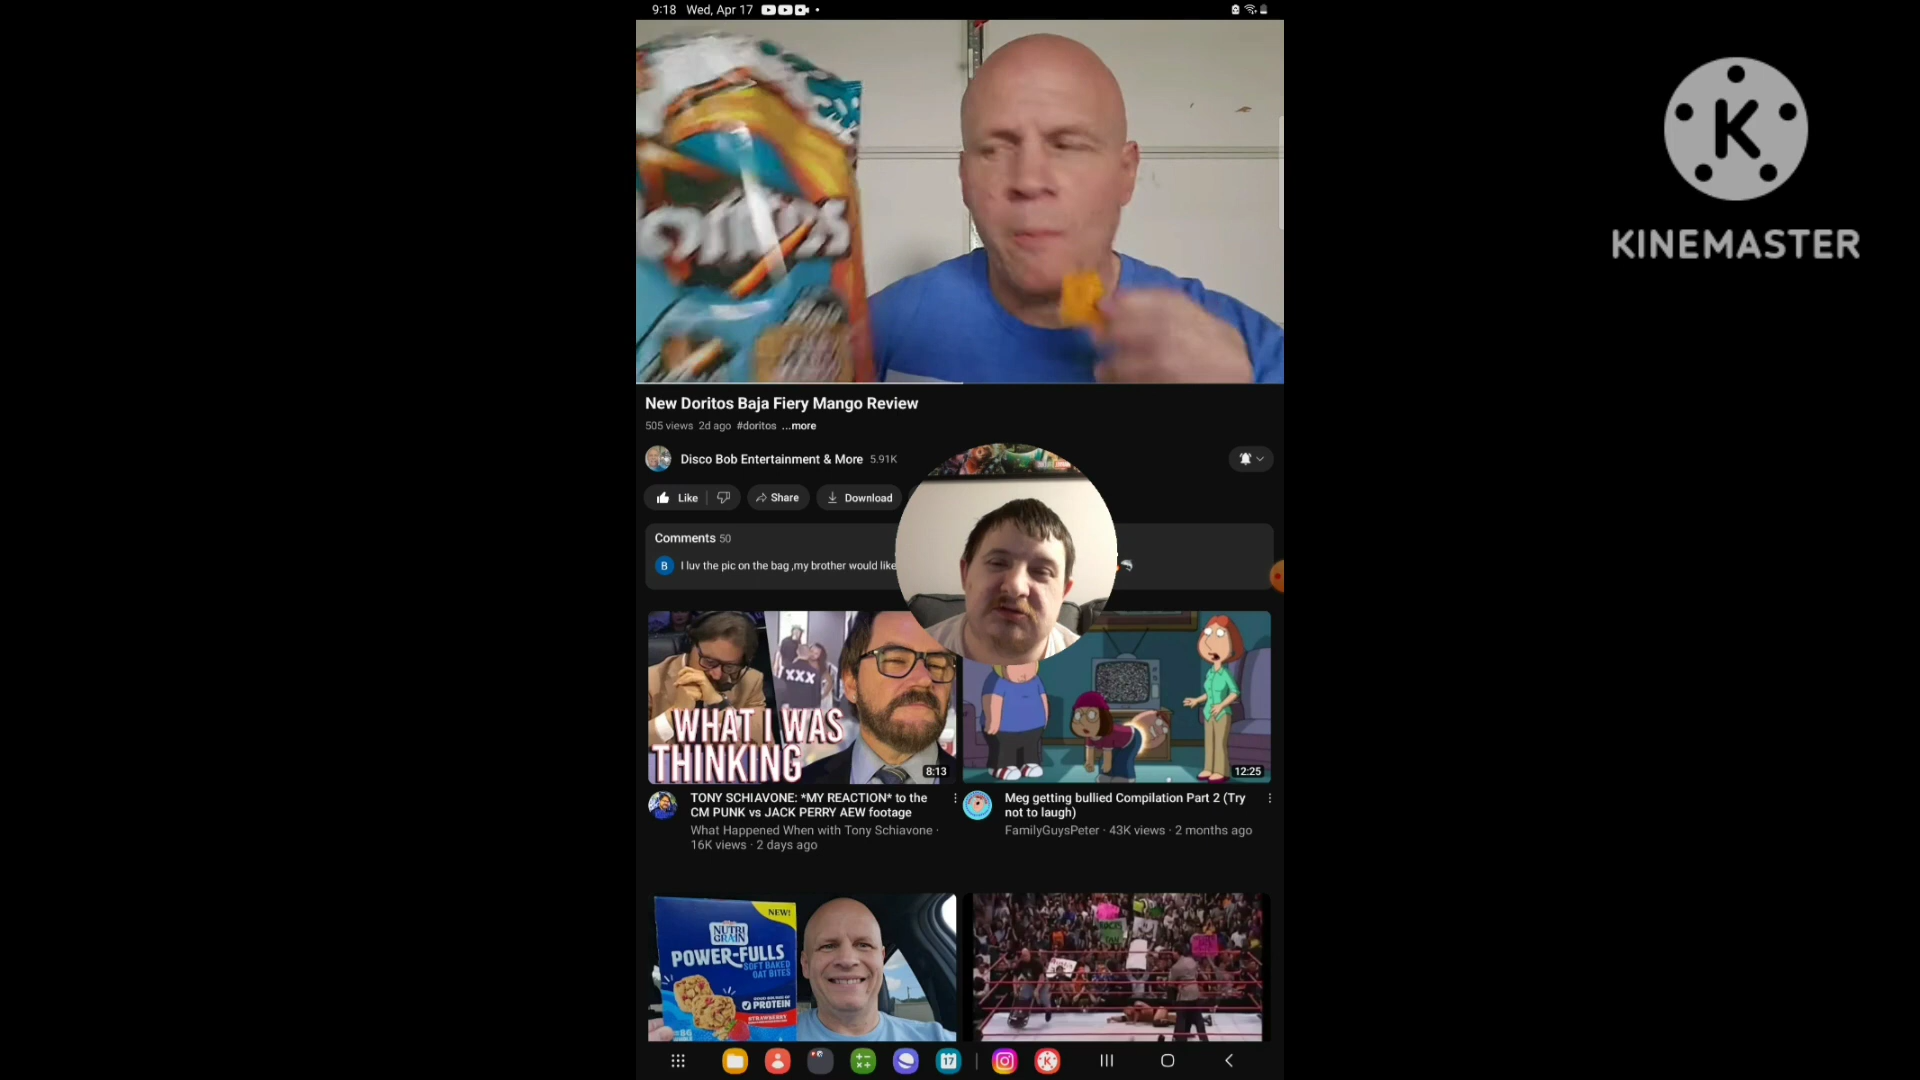 9:18 Wed, Apr 17
KINEMASTER
New Doritos Baja Fiery Mango Review
505 views 2d ago #doritos ...more
Disco Bob Entertainment & More 5.91K
Like
Share
Download
Comments 50
B
I luv the pic on the bag ,my brother would like
XXX
WHAT I WAS
THINKING
8:13
12:25
TONY SCHIAVONE: *MY REACTION* to the
CM PUNK vs JACK PERRY AEW footage
What Happened When with Tony Schiavone ·
16K views · 2 days ago
Meg getting bullied Compilation Part 2 (Try
not to laugh)
FamilyGuysPeter · 43K views · 2 months ago
NEW!
NUTRI
GRAIN
POWER-FULLS
SOFT BAKED
OAT BITES
PROTEIN
STRAWBERRY
17